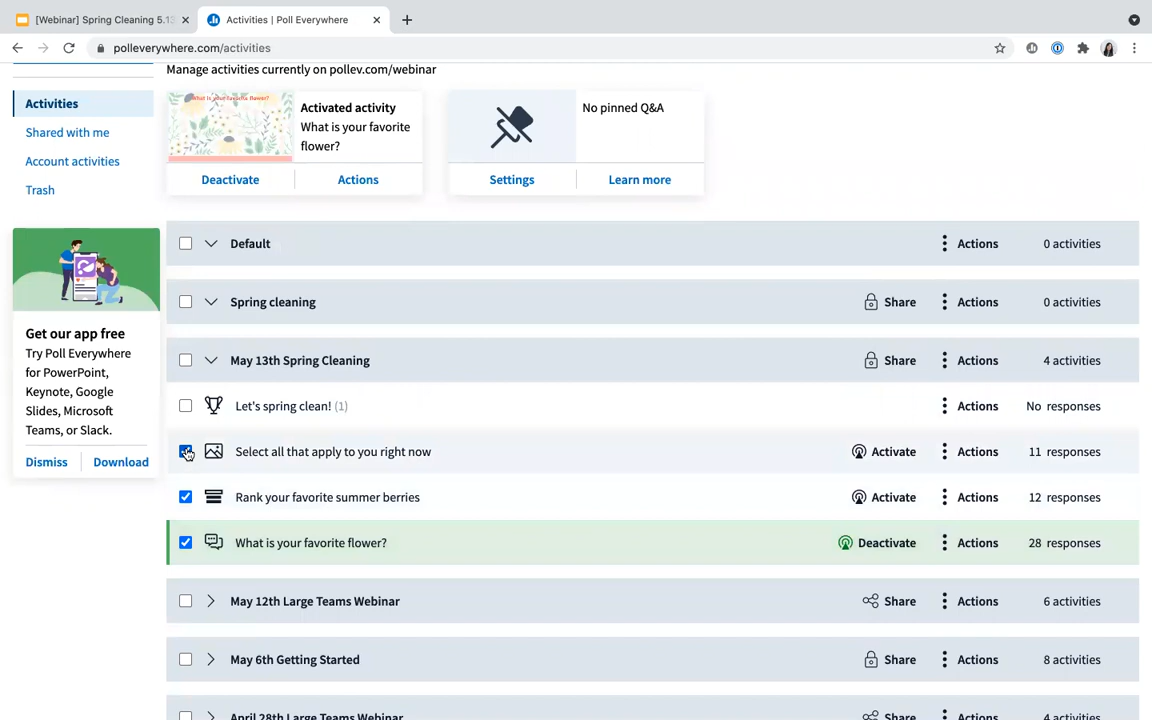 [Webinar] Spring Cleaning 5.13
Activities | Poll Everywhere
polleverywhere.com/activities
Manage activities currently on pollev.com/webinar
Activities
Shared with me
Account activities
Trash
What is your favorite flower?
Activated activity
What is your favorite
flower?
Deactivate
Actions
No pinned Q&A
Settings
Learn more
Get our app free
Try Poll Everywhere
for PowerPoint,
Keynote, Google
Slides, Microsoft
Teams, or Slack.
Dismiss
Download
Default Actions 0 activities
Spring cleaning Share Actions 0 activities
May 13th Spring Cleaning Share Actions 4 activities
Let's spring clean! (1) Actions No responses
Select all that apply to you right now Activate Actions 11 responses
Rank your favorite summer berries Activate Actions 12 responses
What is your favorite flower? Deactivate Actions 28 responses
May 12th Large Teams Webinar Share Actions 6 activities
May 6th Getting Started Share Actions 8 activities
April 28th Large Teams Webinar Share Actions 4 activities